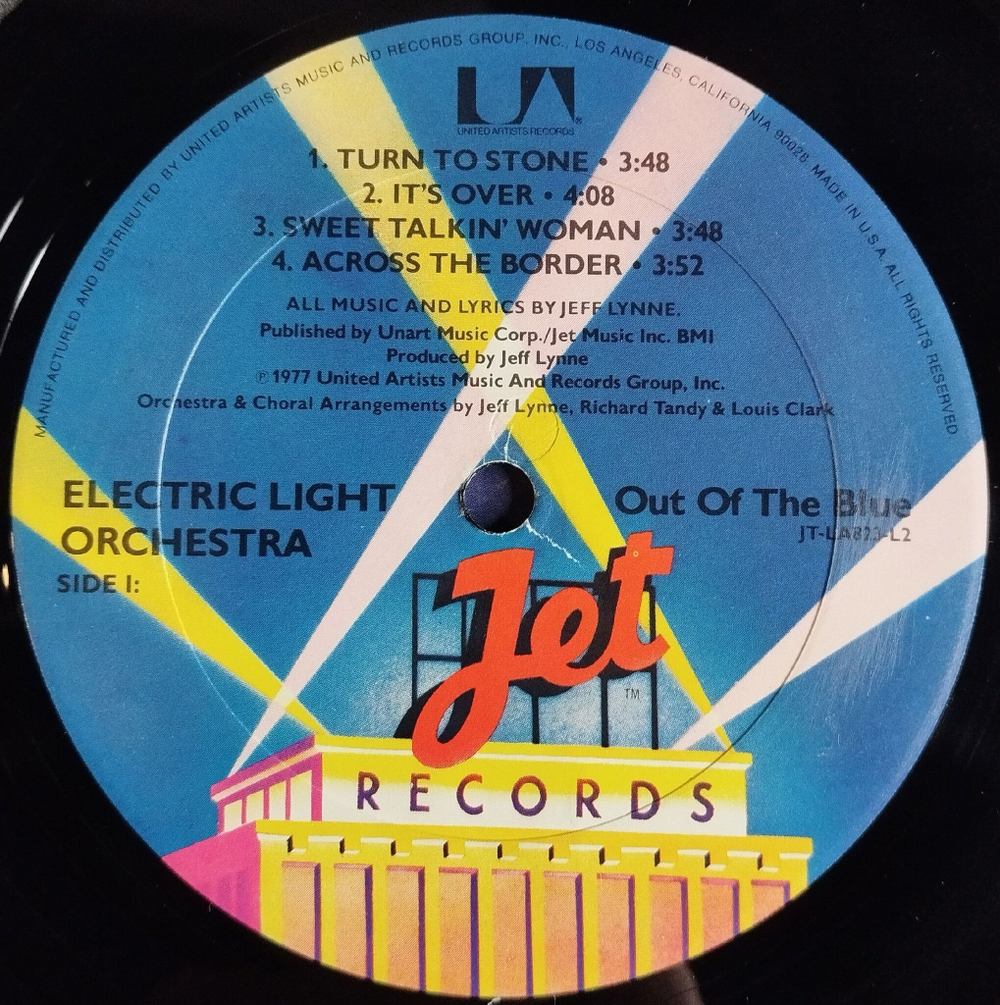 MANUFACTURED AND DISTRIBUTED BY UNITED ARTISTS MUSIC AND RECORDS GROUP, INC., LOS ANGELES, CALIFORNIA 90028. MADE IN U.S.A. ALL RIGHTS RESERVED
UA®
UNITED ARTISTS RECORDS
1. TURN TO STONE • 3:48
2. IT'S OVER • 4:08
3. SWEET TALKIN' WOMAN • 3:48
4. ACROSS THE BORDER • 3:52
ALL MUSIC AND LYRICS BY JEFF LYNNE.
Published by Unart Music Corp./Jet Music Inc. BMI
Produced by Jeff Lynne
℗ 1977 United Artists Music And Records Group, Inc.
Orchestra & Choral Arrangements by Jeff Lynne, Richard Tandy & Louis Clark
ELECTRIC LIGHT
ORCHESTRA
SIDE I:
Out Of The Blue
JT-LA823-L2
Jet
TM
RECORDS